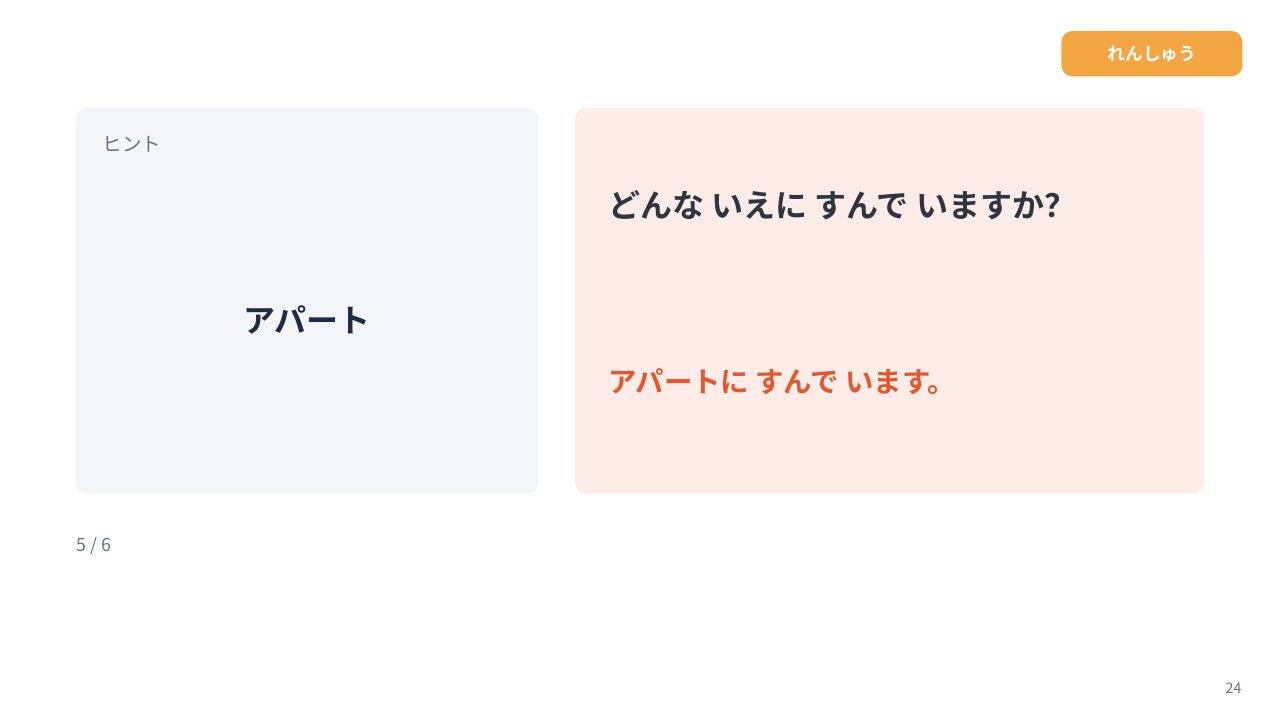 れんしゅう
ヒント
アパート
どんな いえに すんで いますか?
アパートに すんで います。
5 / 6
24